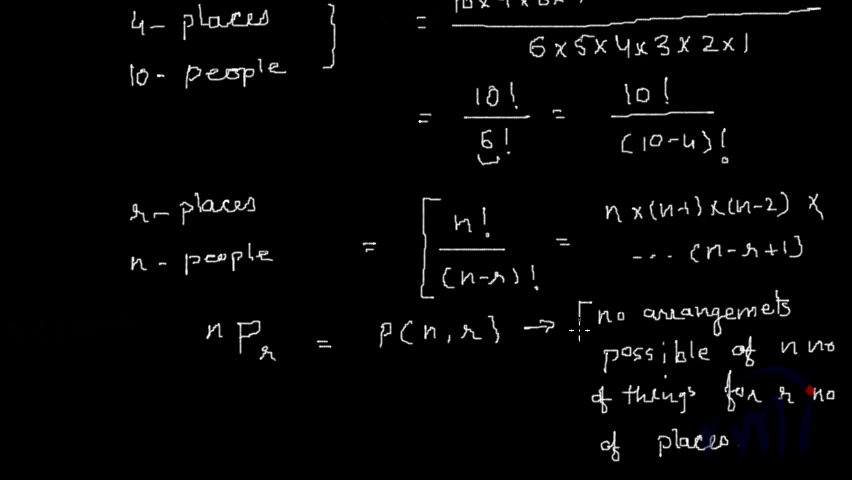 4 - places
10 - people
=
6 × 5 × 4 × 3 × 2 × 1
= 10! / 6! = 10! / (10-4)!
r - places
n - people
= [ n! / (n-r)! = n × (n-1) × (n-2) ×
... (n-r+1)
nPr = P(n, r) → [no arrangemets
possible of n no
of things for r no
of places